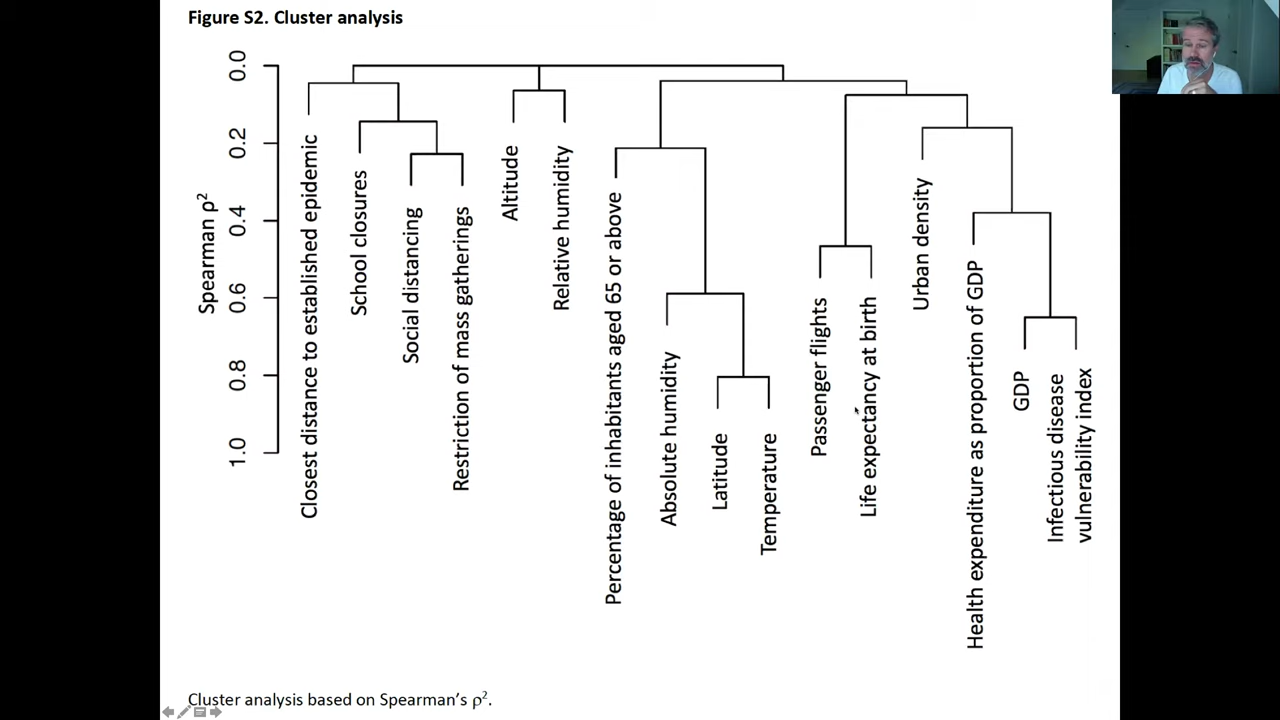 Figure S2. Cluster analysis
Spearman ρ²
0.0
0.2
0.4
0.6
0.8
1.0
Closest distance to established epidemic
School closures
Social distancing
Restriction of mass gatherings
Altitude
Relative humidity
Percentage of inhabitants aged 65 or above
Absolute humidity
Latitude
Temperature
Passenger flights
Life expectancy at birth
Urban density
Health expenditure as proportion of GDP
GDP
Infectious disease
vulnerability index
Cluster analysis based on Spearman’s ρ².